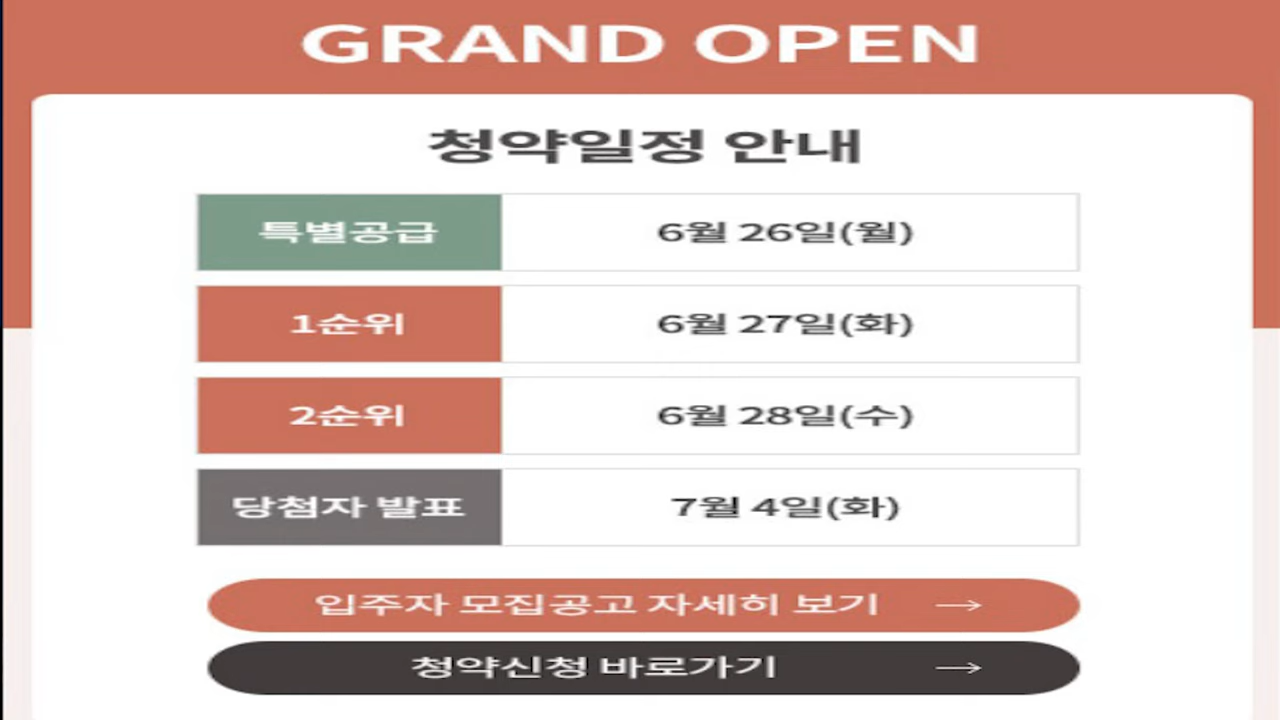 GRAND OPEN
청약일정 안내
특별공급 6월 26일(월)
1순위 6월 27일(화)
2순위 6월 28일(수)
당첨자 발표 7월 4일(화)
입주자 모집공고 자세히 보기 →
청약신청 바로가기 →